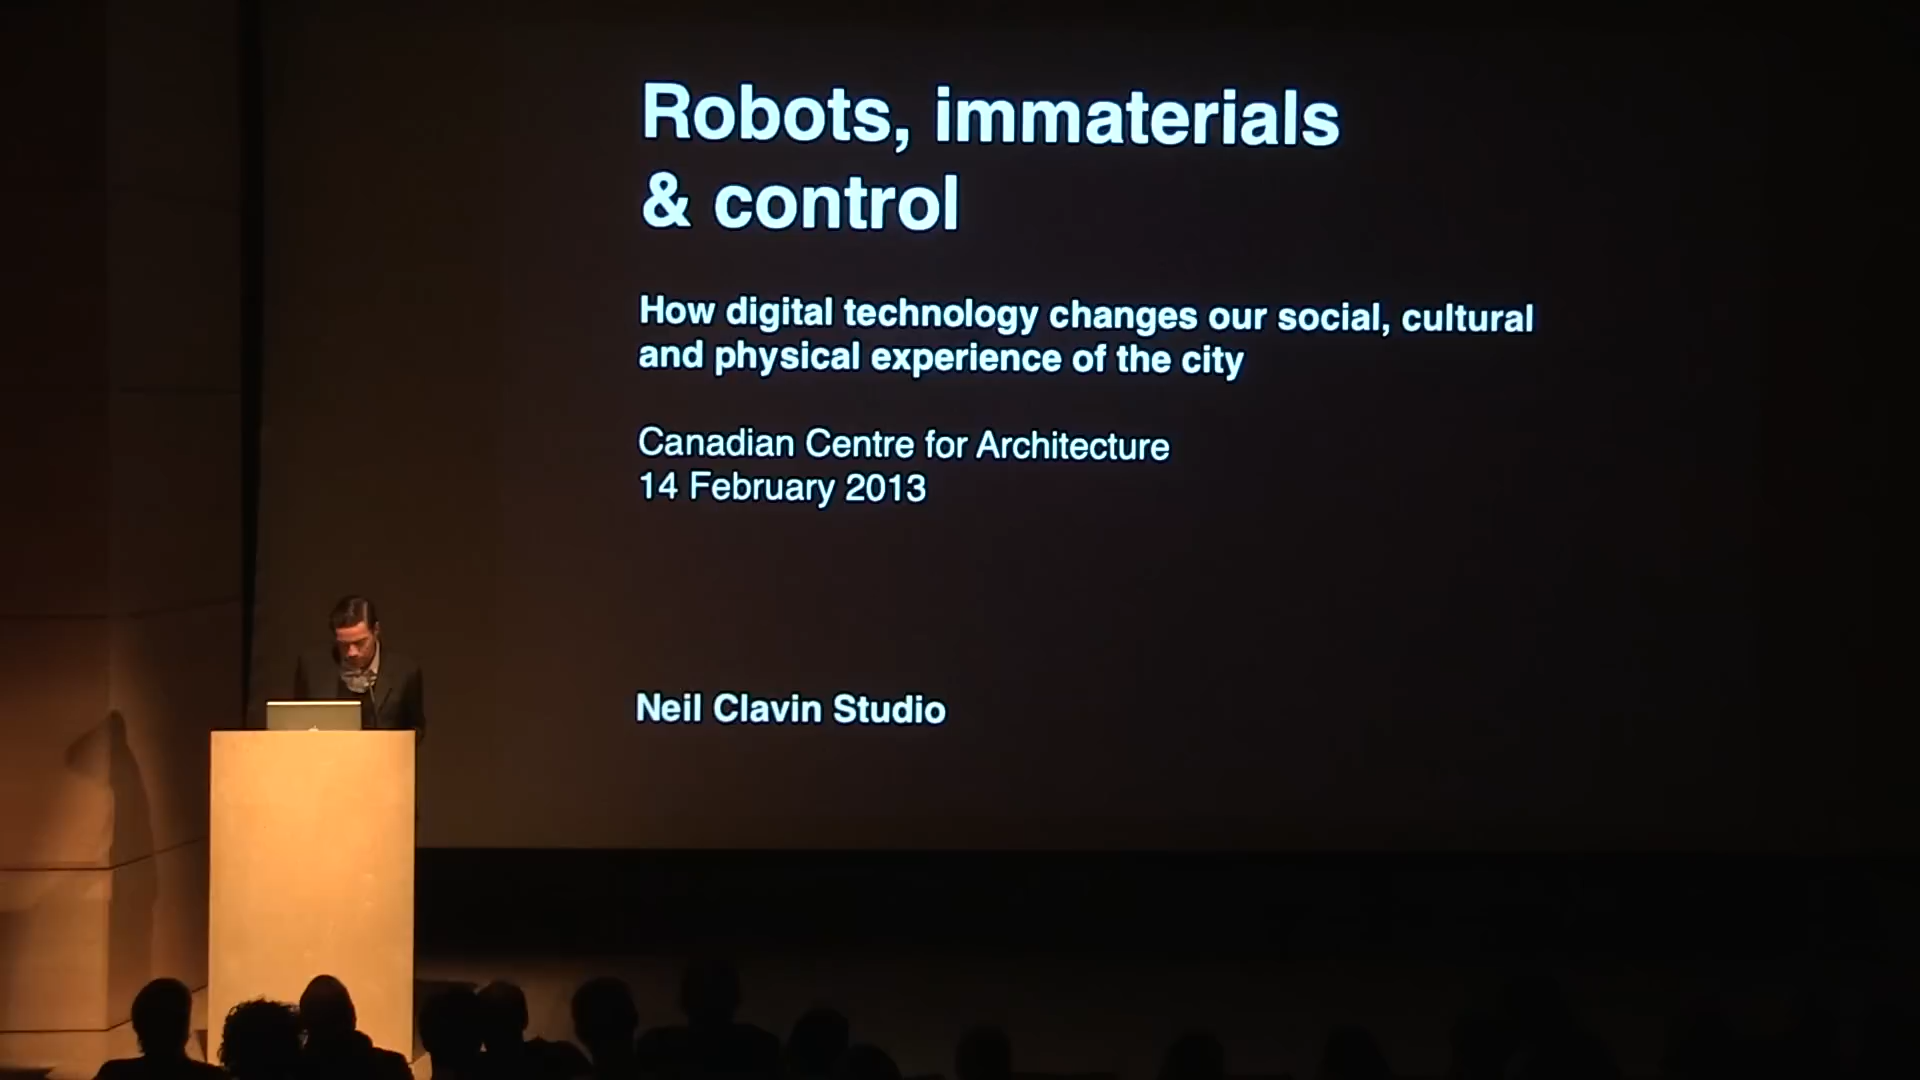 Robots, immaterials
& control
How digital technology changes our social, cultural
and physical experience of the city
Canadian Centre for Architecture
14 February 2013
Neil Clavin Studio